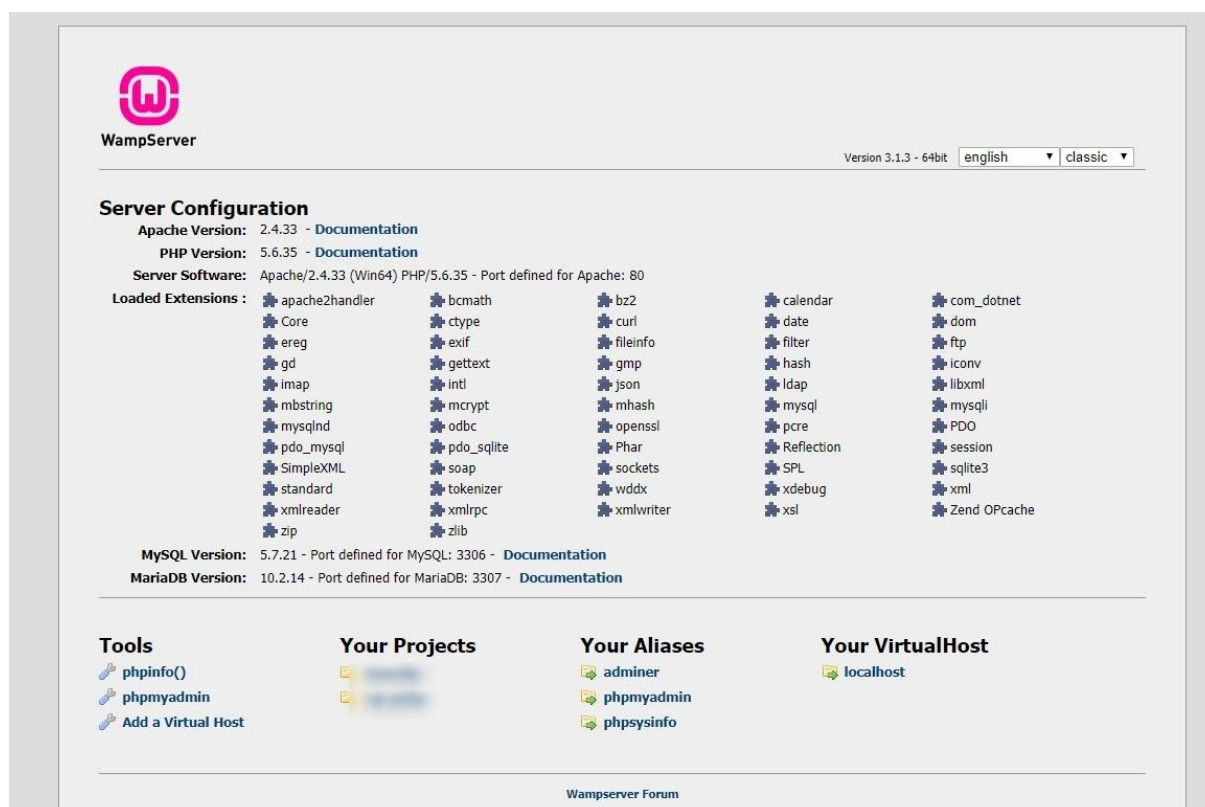 WampServer
Version 3.1.3 - 64bit english classic
Server Configuration
Apache Version: 2.4.33 - Documentation
PHP Version: 5.6.35 - Documentation
Server Software: Apache/2.4.33 (Win64) PHP/5.6.35 - Port defined for Apache: 80
Loaded Extensions : apache2handler bcmath bz2 calendar com_dotnet
Core ctype curl date dom
ereg exif fileinfo filter ftp
gd gettext gmp hash iconv
imap intl json ldap libxml
mbstring mcrypt mhash mysql mysqli
mysqlnd odbc openssl pcre PDO
pdo_mysql pdo_sqlite Phar Reflection session
SimpleXML soap sockets SPL sqlite3
standard tokenizer wddx xdebug xml
xmlreader xmlrpc xmlwriter xsl Zend OPcache
zip zlib
MySQL Version: 5.7.21 - Port defined for MySQL: 3306 - Documentation
MariaDB Version: 10.2.14 - Port defined for MariaDB: 3307 - Documentation
Tools Your Projects Your Aliases Your VirtualHost
phpinfo() adminer localhost
phpmyadmin phpmyadmin
Add a Virtual Host phpsysinfo
Wampserver Forum